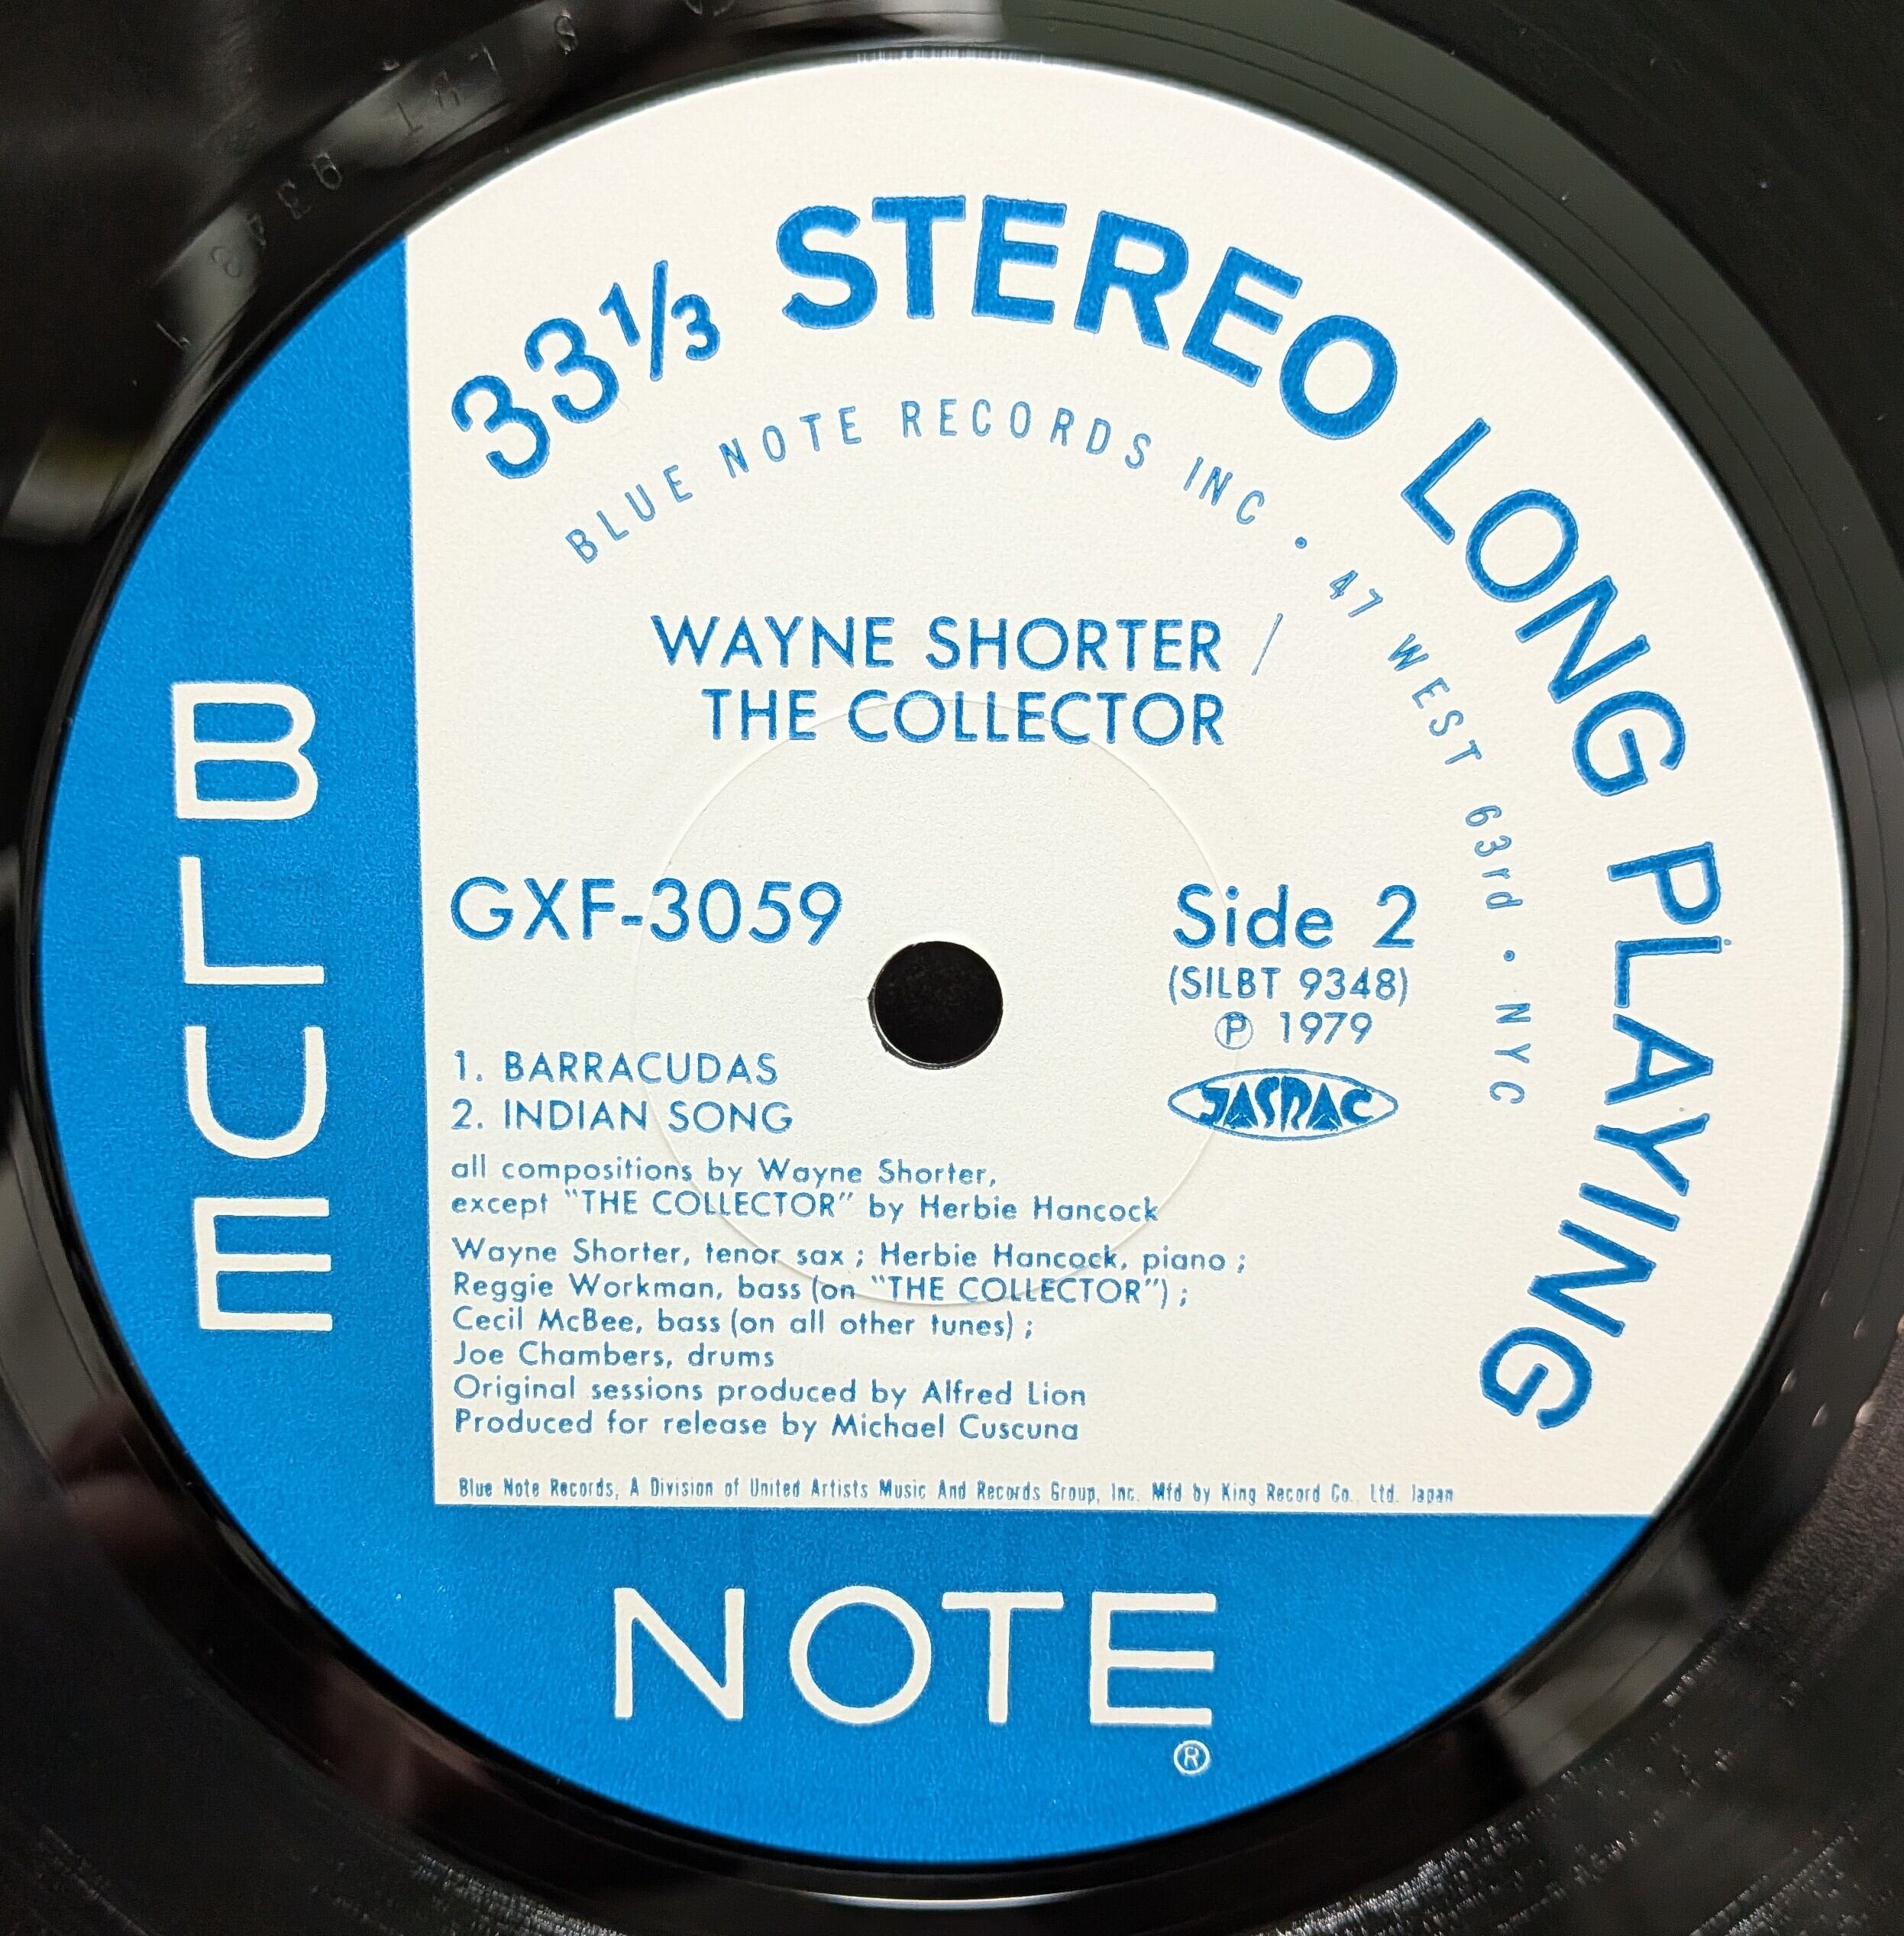 33⅓ STEREO LONG PLAYING
BLUE NOTE RECORDS INC • 47 WEST 63rd • NYC
WAYNE SHORTER /
THE COLLECTOR
GXF-3059
Side 2
(SILBT 9348)
Ⓟ 1979
JASRAC
1. BARRACUDAS
2. INDIAN SONG
all compositions by Wayne Shorter,
except "THE COLLECTOR" by Herbie Hancock
Wayne Shorter, tenor sax ; Herbie Hancock, piano ;
Reggie Workman, bass (on "THE COLLECTOR") ;
Cecil McBee, bass (on all other tunes) ;
Joe Chambers, drums
Original sessions produced by Alfred Lion
Produced for release by Michael Cuscuna
Blue Note Records, A Division of United Artists Music And Records Group, Inc. Mfd by King Record Co., Ltd. Japan
BLUE
NOTE
®